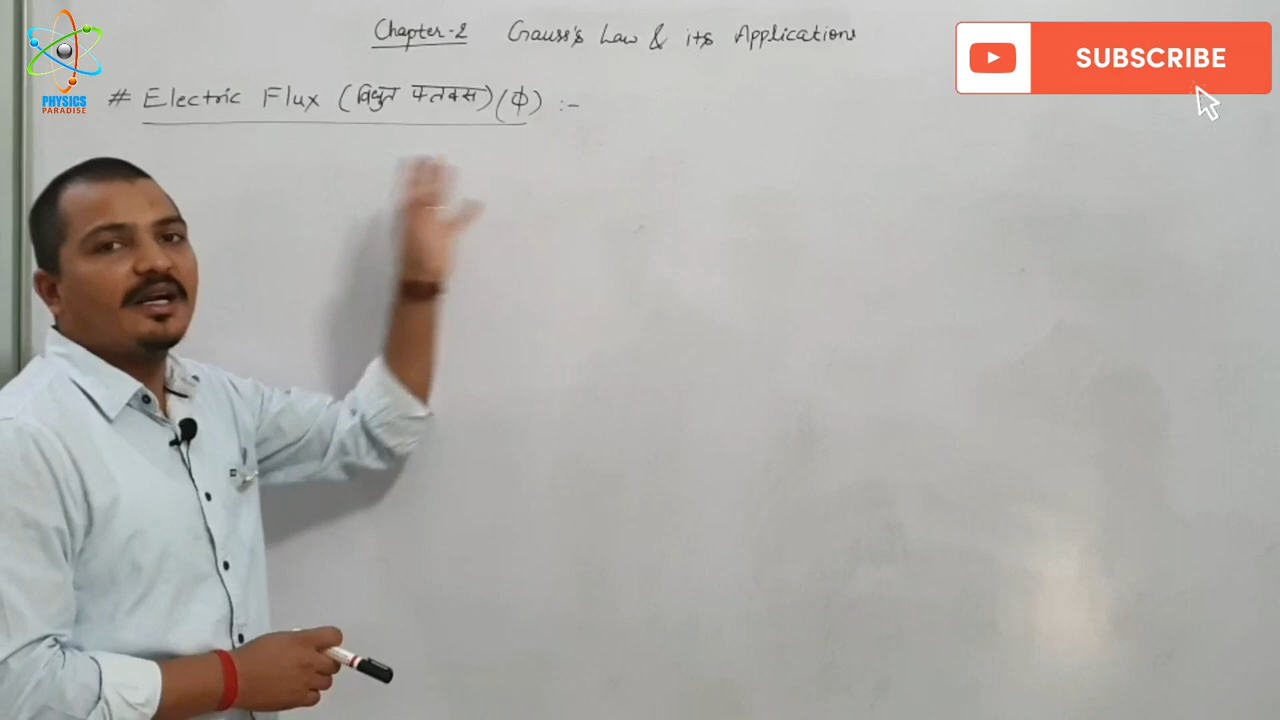 Chapter-2 Gauss's Law & its Applications
SUBSCRIBE
PHYSICS
PARADISE
# Electric Flux (विधुत फ्लक्स) (ф) :-